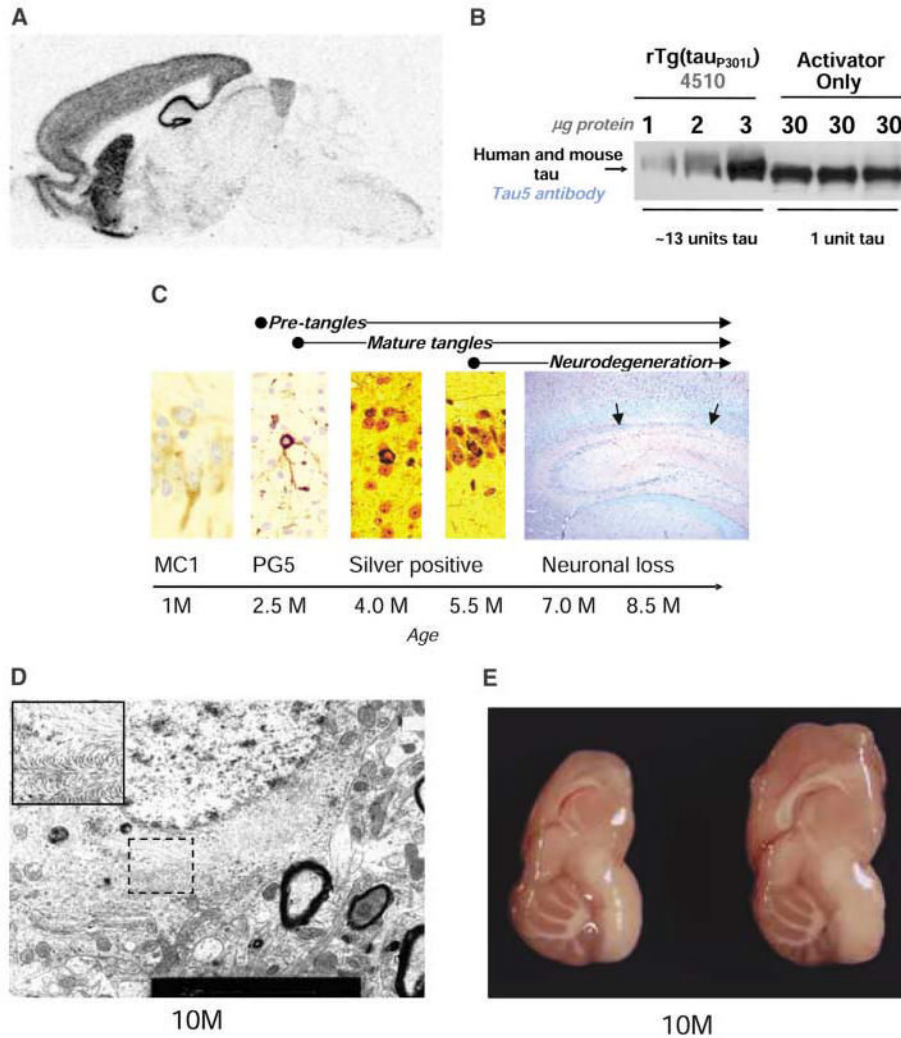 A
B
rTg(tauP301L)
4510
Activator
Only
μg protein
1 2 3 30 30 30
Human and mouse
tau
Tau5 antibody
~13 units tau
1 unit tau
C
Pre-tangles
Mature tangles
Neurodegeneration
MC1 PG5 Silver positive Neuronal loss
1M 2.5 M 4.0 M 5.5 M 7.0 M 8.5 M
Age
D
E
10M
10M